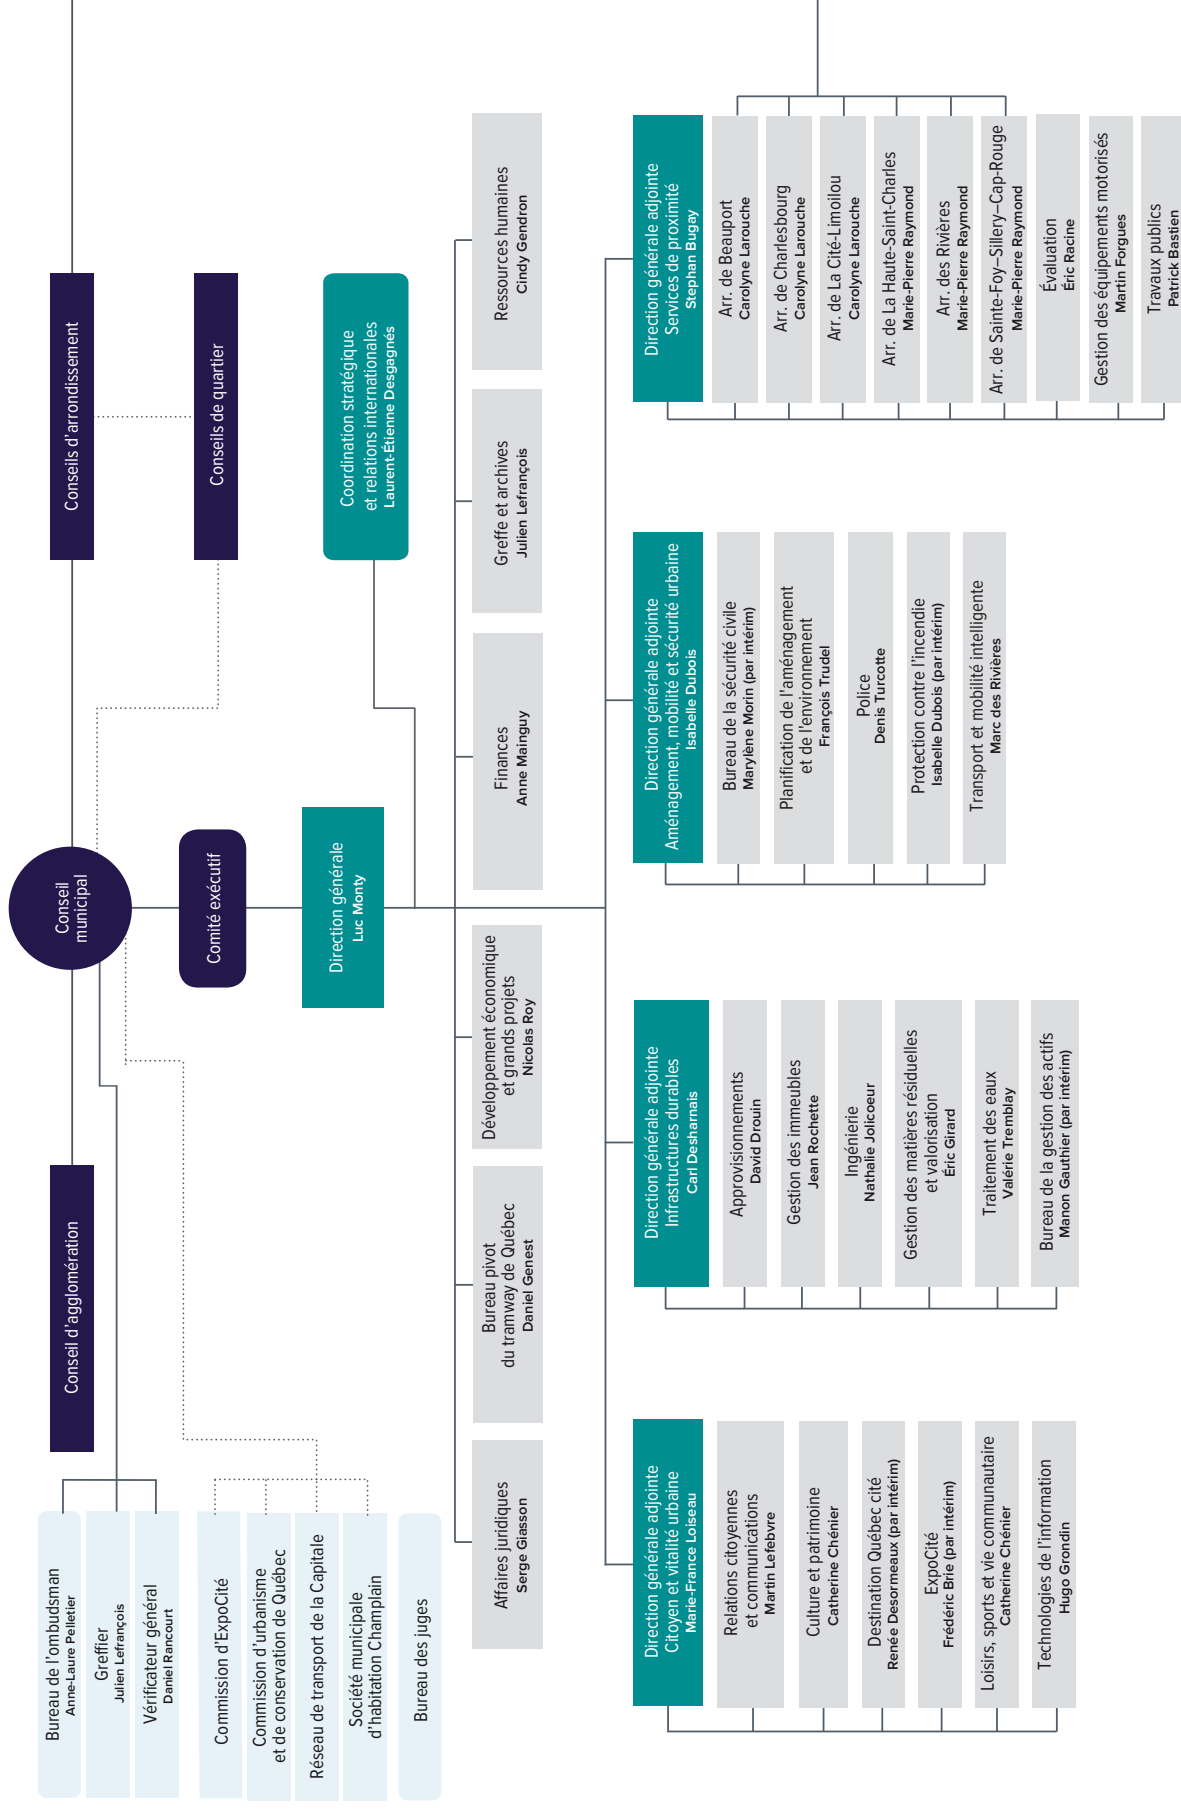 Conseil
municipal
Conseil d’agglomération
Conseils d’arrondissement
Conseils de quartier
Comité exécutif
Direction générale
Luc Monty
Coordination stratégique
et relations internationales
Laurent-Étienne Desgagnés
Bureau de l’ombudsman
Anne-Laure Pelletier
Greffier
Julien Lefrançois
Vérificateur général
Daniel Rancourt
Commission d’ExpoCité
Commission d’urbanisme
et de conservation de Québec
Réseau de transport de la Capitale
Société municipale
d’habitation Champlain
Bureau des juges
Affaires juridiques
Serge Giasson
Bureau pivot
du tramway de Québec
Daniel Genest
Développement économique
et grands projets
Nicolas Roy
Finances
Anne Mainguy
Greffe et archives
Julien Lefrançois
Ressources humaines
Cindy Gendron
Direction générale adjointe
Citoyen et vitalité urbaine
Marie-France Loiseau
Relations citoyennes
et communications
Martin Lefebvre
Culture et patrimoine
Catherine Chénier
Destination Québec cité
Renée Desormeaux (par intérim)
ExpoCité
Frédéric Brie (par intérim)
Loisirs, sports et vie communautaire
Catherine Chénier
Technologies de l’information
Hugo Grondin
Direction générale adjointe
Infrastructures durables
Carl Desharnais
Approvisionnements
David Drouin
Gestion des immeubles
Jean Rochette
Ingénierie
Nathalie Jolicoeur
Gestion des matières résiduelles
et valorisation
Éric Girard
Traitement des eaux
Valérie Tremblay
Bureau de la gestion des actifs
Manon Gauthier (par intérim)
Direction générale adjointe
Aménagement, mobilité et sécurité urbaine
Isabelle Dubois
Bureau de la sécurité civile
Marylène Morin (par intérim)
Planification de l’aménagement
et de l’environnement
François Trudel
Police
Denis Turcotte
Protection contre l’incendie
Isabelle Dubois (par intérim)
Transport et mobilité intelligente
Marc des Rivières
Direction générale adjointe
Services de proximité
Stephan Bugay
Arr. de Beauport
Carolyne Larouche
Arr. de Charlesbourg
Carolyne Larouche
Arr. de La Cité-Limoilou
Carolyne Larouche
Arr. de La Haute-Saint-Charles
Marie-Pierre Raymond
Arr. des Rivières
Marie-Pierre Raymond
Arr. de Sainte-Foy–Sillery–Cap-Rouge
Marie-Pierre Raymond
Évaluation
Éric Racine
Gestion des équipements motorisés
Martin Forgues
Travaux publics
Patrick Bastien